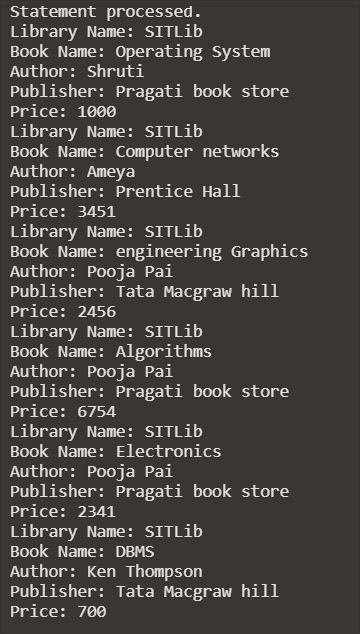 Statement processed.
Library Name: SITLib
Book Name: Operating System
Author: Shruti
Publisher: Pragati book store
Price: 1000
Library Name: SITLib
Book Name: Computer networks
Author: Ameya
Publisher: Prentice Hall
Price: 3451
Library Name: SITLib
Book Name: engineering Graphics
Author: Pooja Pai
Publisher: Tata Macgraw hill
Price: 2456
Library Name: SITLib
Book Name: Algorithms
Author: Pooja Pai
Publisher: Pragati book store
Price: 6754
Library Name: SITLib
Book Name: Electronics
Author: Pooja Pai
Publisher: Pragati book store
Price: 2341
Library Name: SITLib
Book Name: DBMS
Author: Ken Thompson
Publisher: Tata Macgraw hill
Price: 700